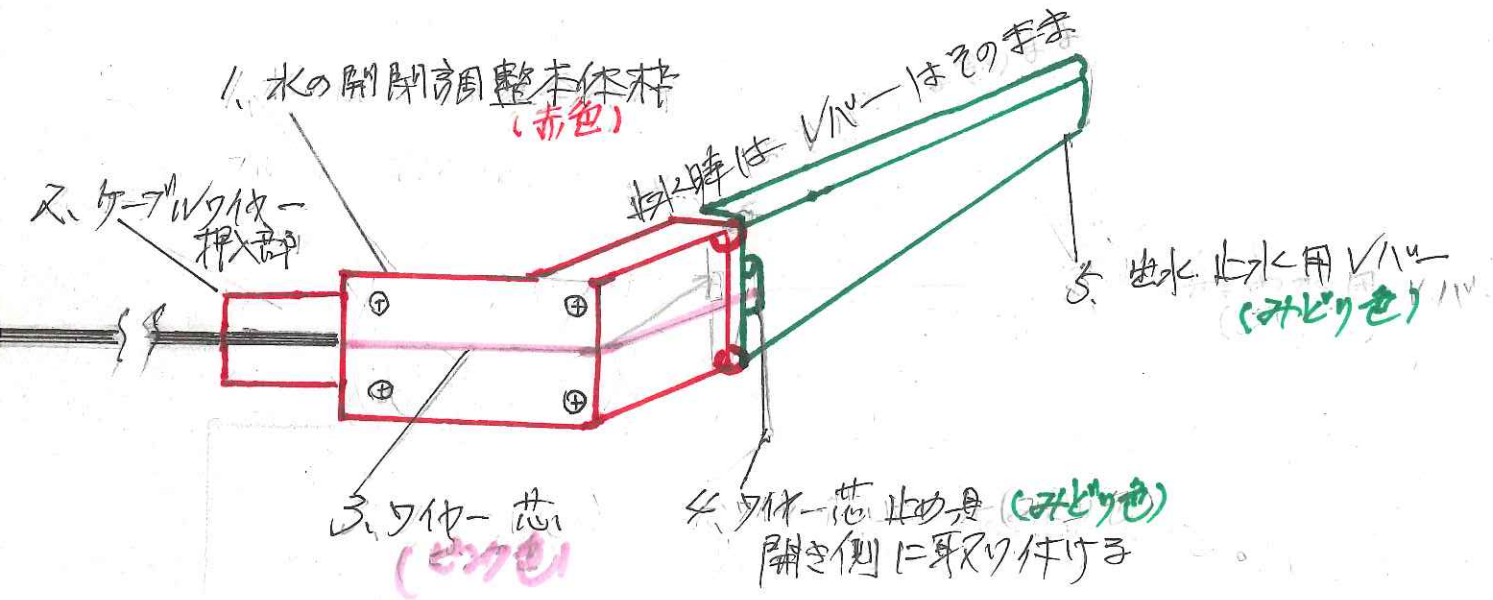 1、水の開閉調整本体枠
(赤色)
止水時は レバーはそのまま
2、ケーブルワイヤー
押入部
5、出水 止水用レバー
(みどり色)
3、ワイヤー芯
(ピンク色)
4、ワイヤー芯止め具 (みどり色)
開き側に取り付ける